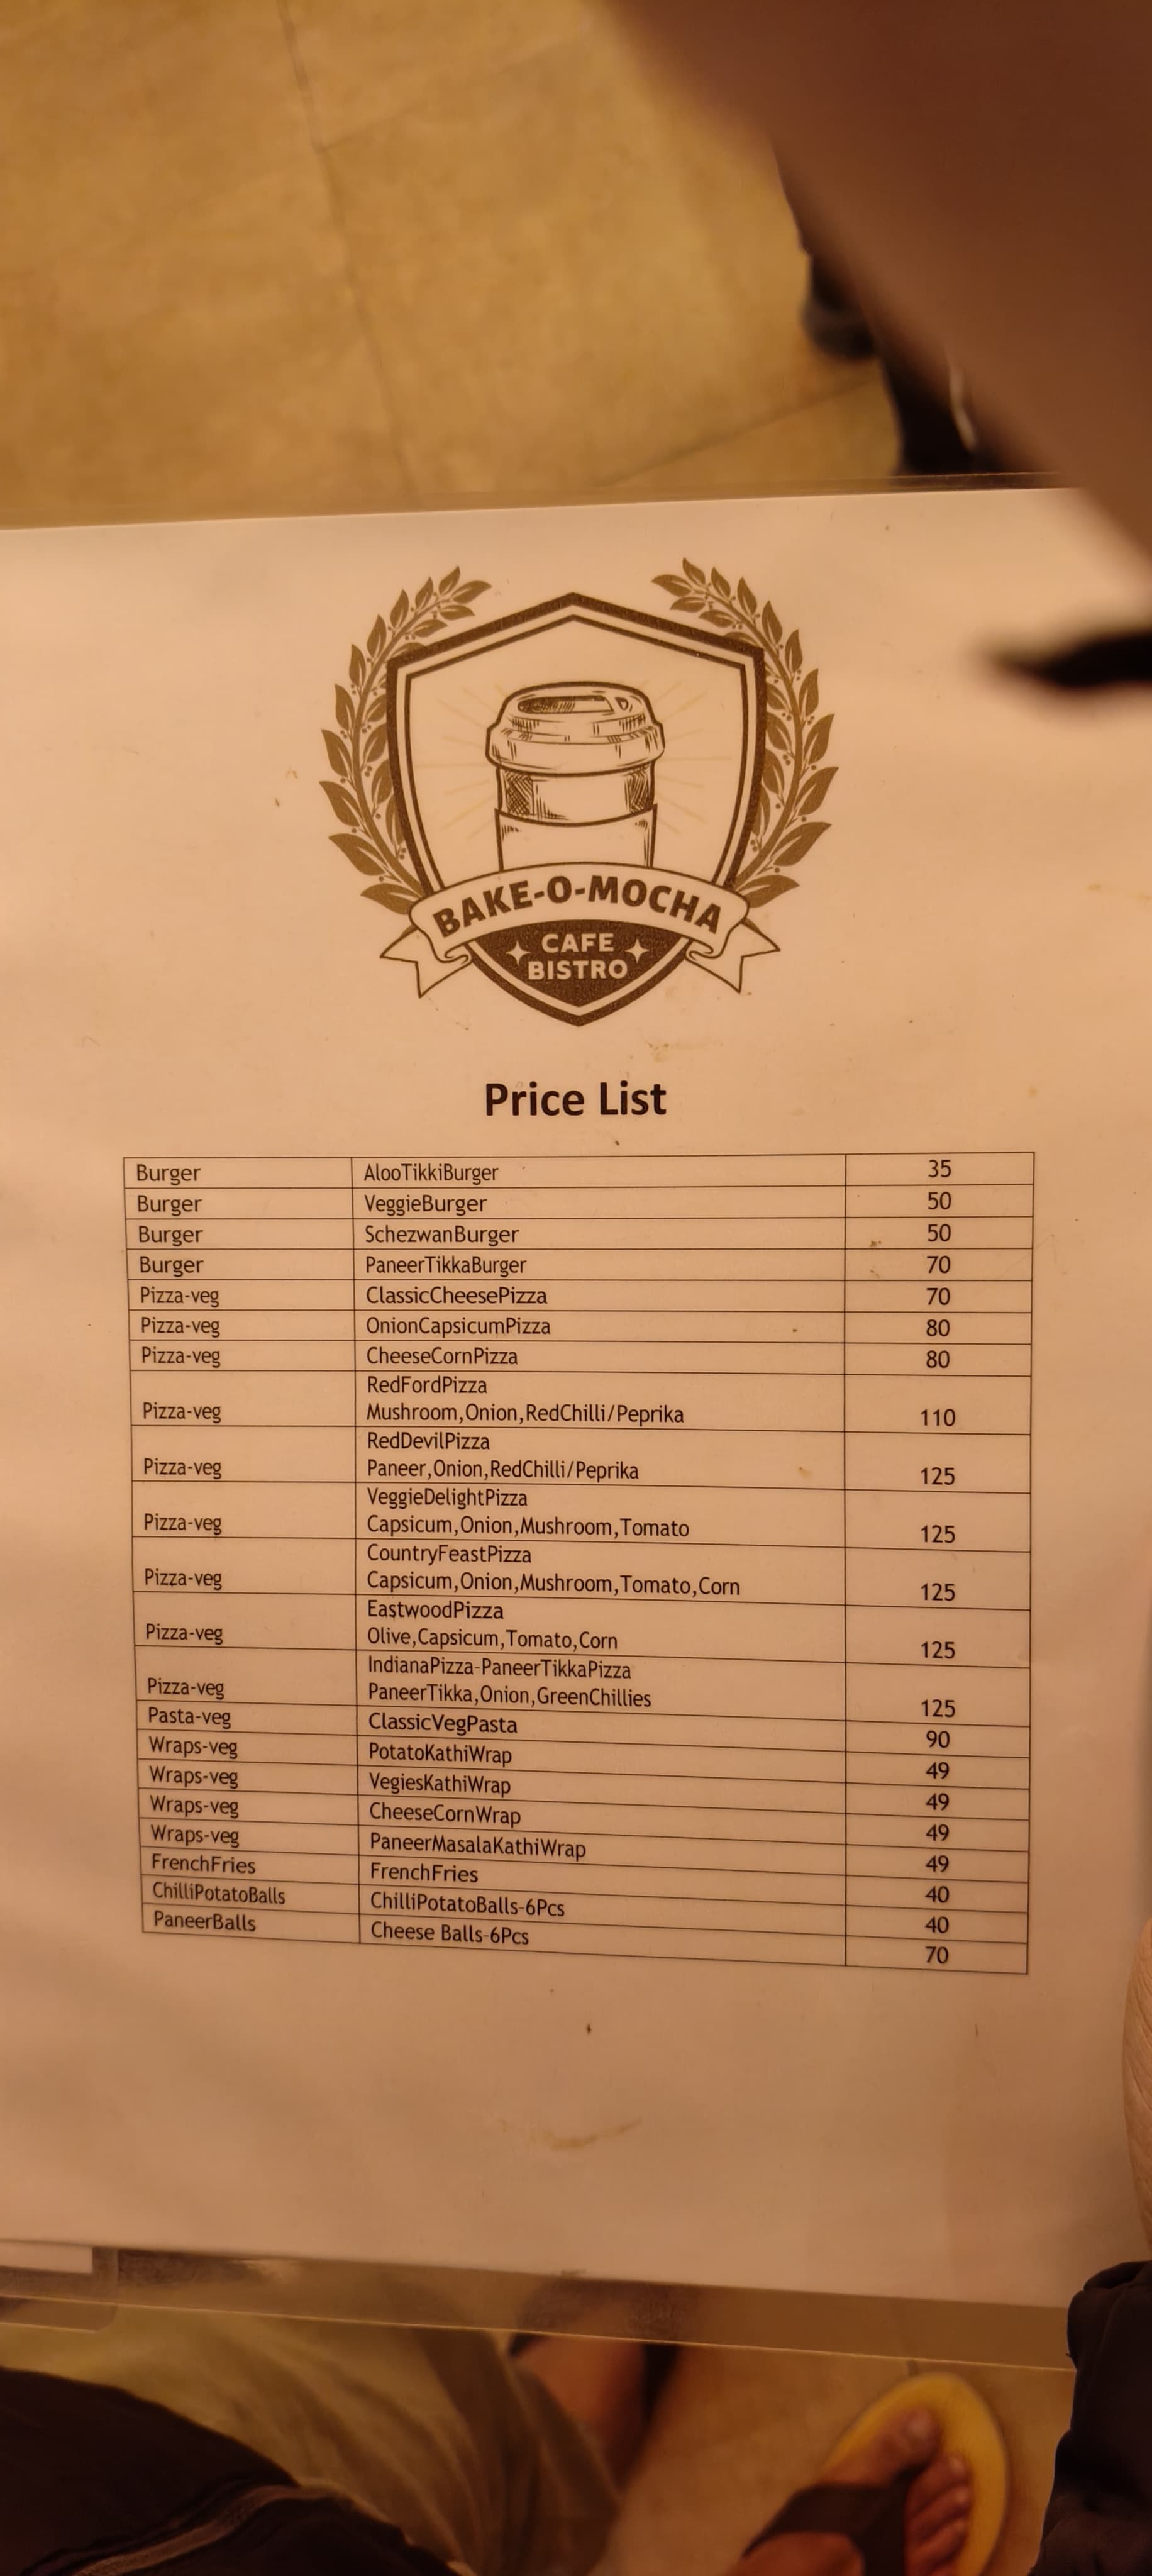 BAKE-O-MOCHA
CAFE
BISTRO
Price List
Burger AlooTikkiBurger 35
Burger VeggieBurger 50
Burger SchezwanBurger 50
Burger PaneerTikkaBurger 70
Pizza-veg ClassicCheesePizza 70
Pizza-veg OnionCapsicumPizza 80
Pizza-veg CheeseCornPizza 80
RedFordPizza
Pizza-veg Mushroom,Onion,RedChilli/Peprika 110
RedDevilPizza
Pizza-veg Paneer,Onion,RedChilli/Peprika 125
VeggieDelightPizza
Pizza-veg Capsicum,Onion,Mushroom,Tomato 125
CountryFeastPizza
Pizza-veg Capsicum,Onion,Mushroom,Tomato,Corn 125
EastwoodPizza
Pizza-veg Olive,Capsicum,Tomato,Corn 125
IndianaPizza-PaneerTikkaPizza
Pizza-veg PaneerTikka,Onion,GreenChillies 125
Pasta-veg ClassicVegPasta 90
Wraps-veg PotatoKathiWrap 49
Wraps-veg VegiesKathiWrap 49
Wraps-veg CheeseCornWrap 49
Wraps-veg PaneerMasalaKathiWrap 49
FrenchFries FrenchFries 40
ChilliPotatoBalls ChilliPotatoBalls-6Pcs 40
PaneerBalls Cheese Balls-6Pcs 70